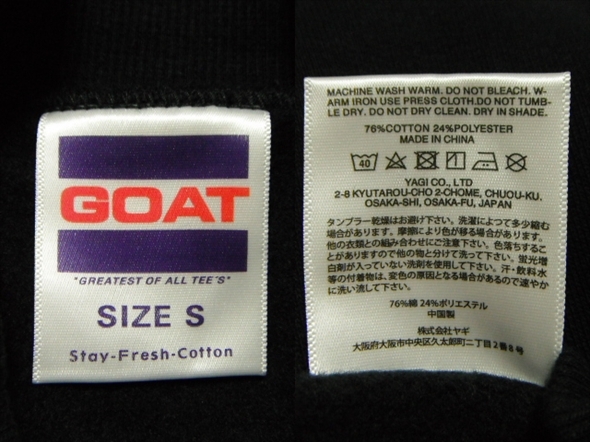 GOAT
"GREATEST OF ALL TEE'S"
SIZE S
Stay-Fresh-Cotton
MACHINE WASH WARM. DO NOT BLEACH. W-
ARM IRON USE PRESS CLOTH.DO NOT TUMB-
LE DRY. DO NOT DRY CLEAN. DRY IN SHADE.
76%COTTON 24%POLYESTER
MADE IN CHINA
40
YAGI CO., LTD
2-8 KYUTAROU-CHO 2-CHOME, CHUOU-KU.
OSAKA-SHI, OSAKA-FU, JAPAN
タンブラー乾燥はお避け下さい。洗濯によって多少縮む
場合があります。摩擦により色が移る場合があります。
他の衣類との組み合わせにご注意下さい。色落ちするこ
とがありますので他の物と分けて洗って下さい。蛍光増
白剤が入っていない洗剤を使用して下さい。汗・飲料水
等の付着物は、変色の原因となる場合があるので速やか
に洗い流して下さい。
76%綿 24%ポリエステル
中国製
株式会社ヤギ
大阪府大阪市中央区久太郎町二丁目2番8号